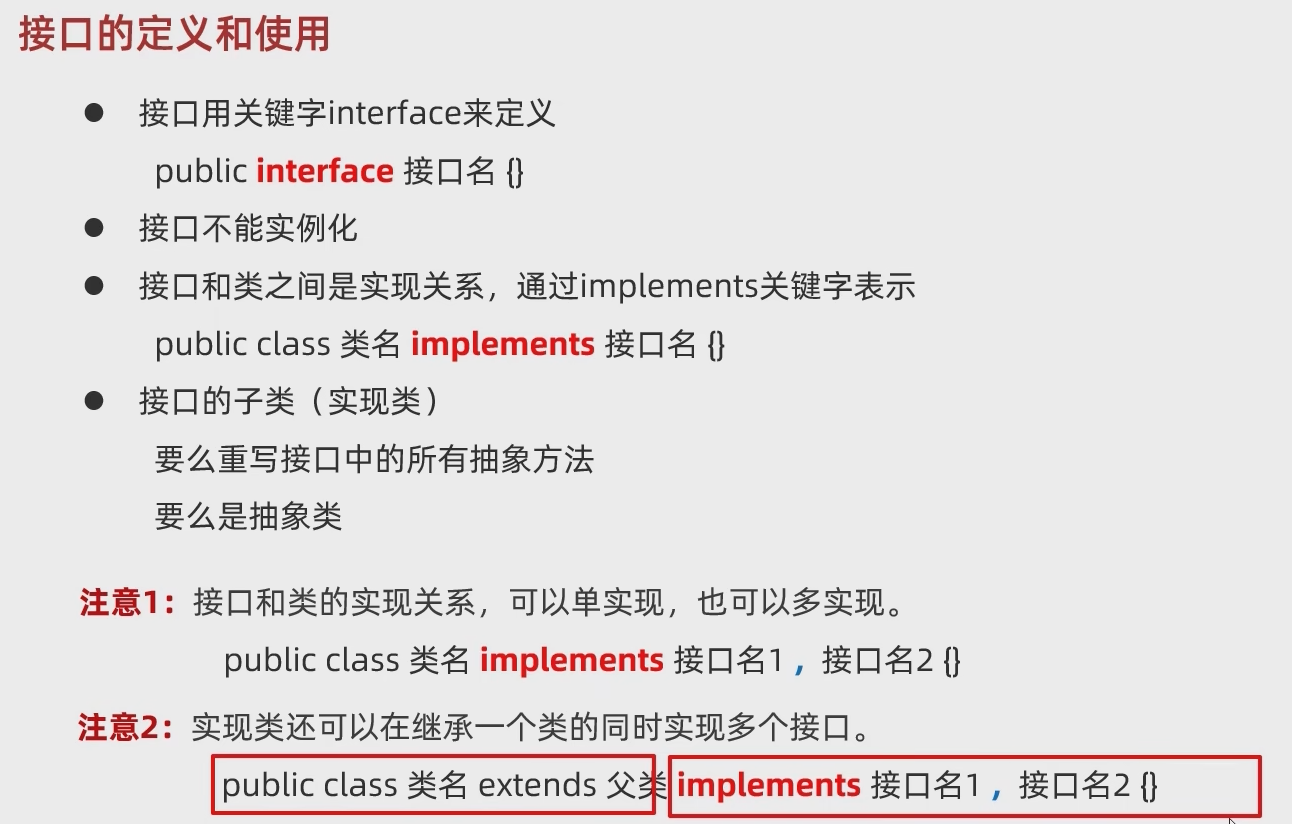 接口的定义和使用
● 接口用关键字interface来定义
public interface 接口名 {}
● 接口不能实例化
● 接口和类之间是实现关系，通过implements关键字表示
public class 类名 implements 接口名 {}
● 接口的子类（实现类）
要么重写接口中的所有抽象方法
要么是抽象类
注意1：接口和类的实现关系，可以单实现，也可以多实现。
public class 类名 implements 接口名1 ，接口名2 {}
注意2：实现类还可以在继承一个类的同时实现多个接口。
public class 类名 extends 父类 implements 接口名1 ，接口名2 {}